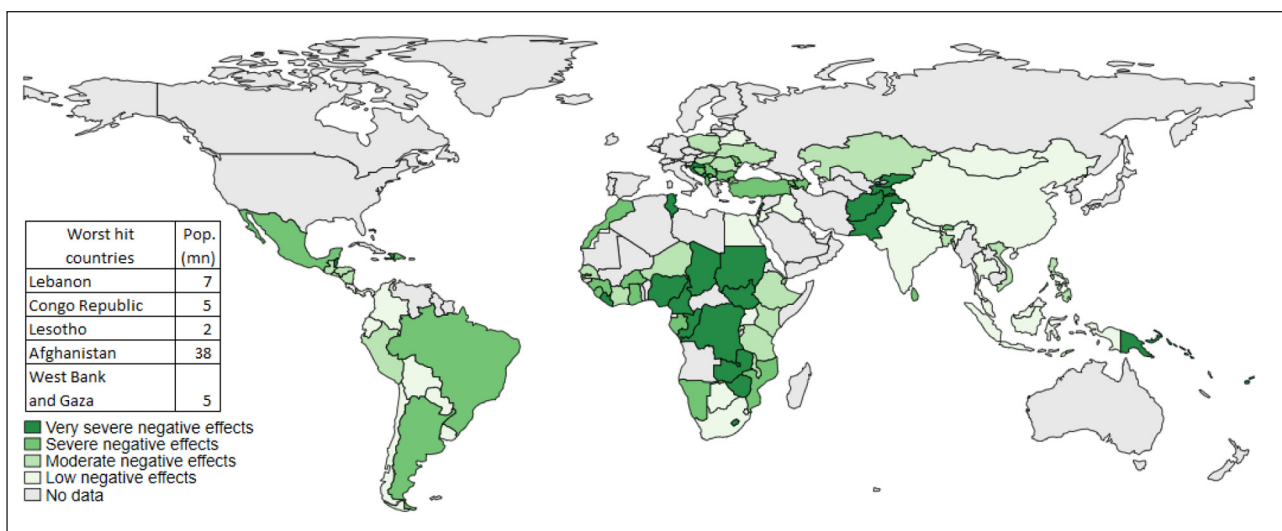 Worst hit Pop.
countries (mn)
Lebanon 7
Congo Republic 5
Lesotho 2
Afghanistan 38
West Bank
and Gaza 5
Very severe negative effects
Severe negative effects
Moderate negative effects
Low negative effects
No data